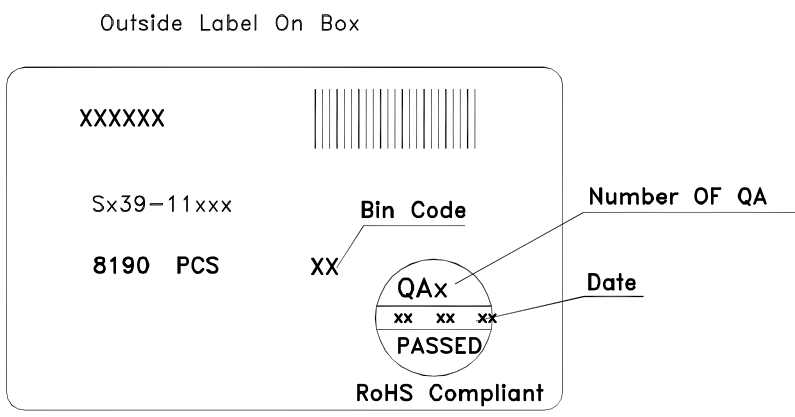 Outside Label On Box
XXXXXX
Sx39-11xxx
Bin Code
Number OF QA
8190 PCS
XX
QAx
Date
xx xx xx
PASSED
RoHS Compliant